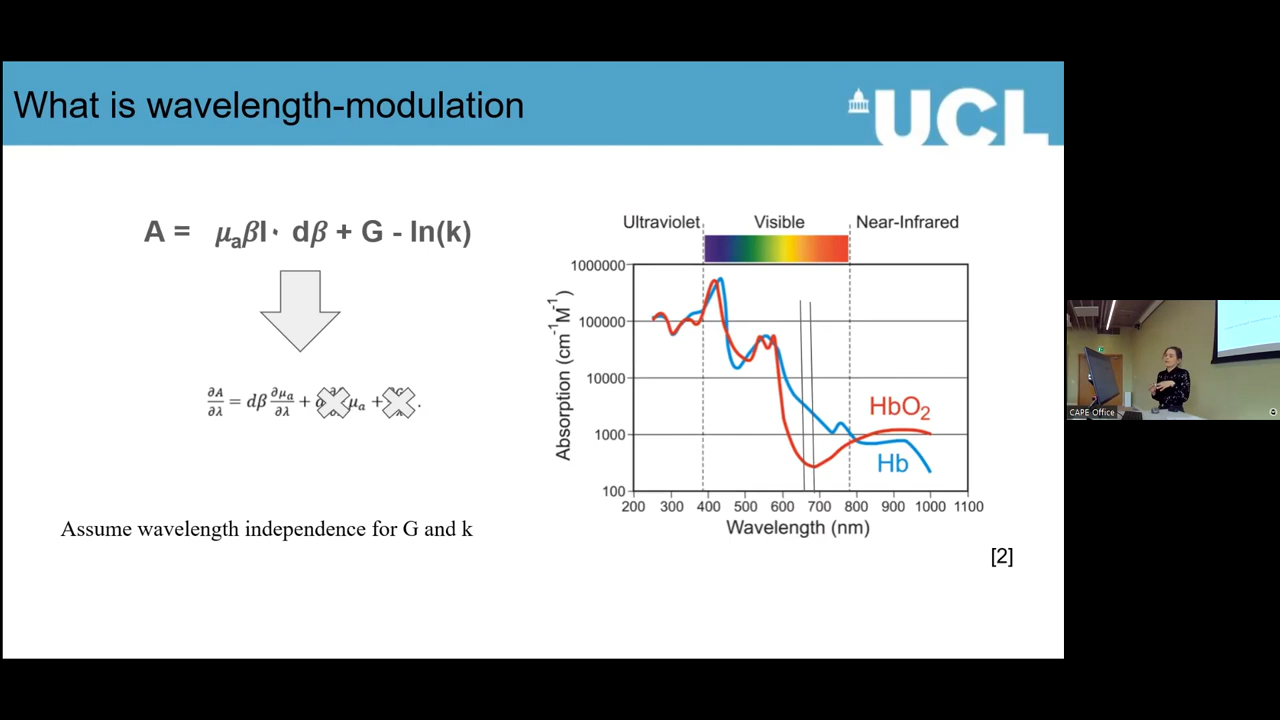 What is wavelength-modulation
UCL
A = μₐβI· dβ + G - ln(k)
∂A/∂λ = dβ ∂μₐ/∂λ + μₐ + .
Assume wavelength independence for G and k
Ultraviolet Visible Near-Infrared
Absorption (cm⁻¹M⁻¹)
1000000
100000
10000
1000
100
HbO₂
Hb
200 300 400 500 600 700 800 900 1000 1100
Wavelength (nm)
[2]
CAPE Office